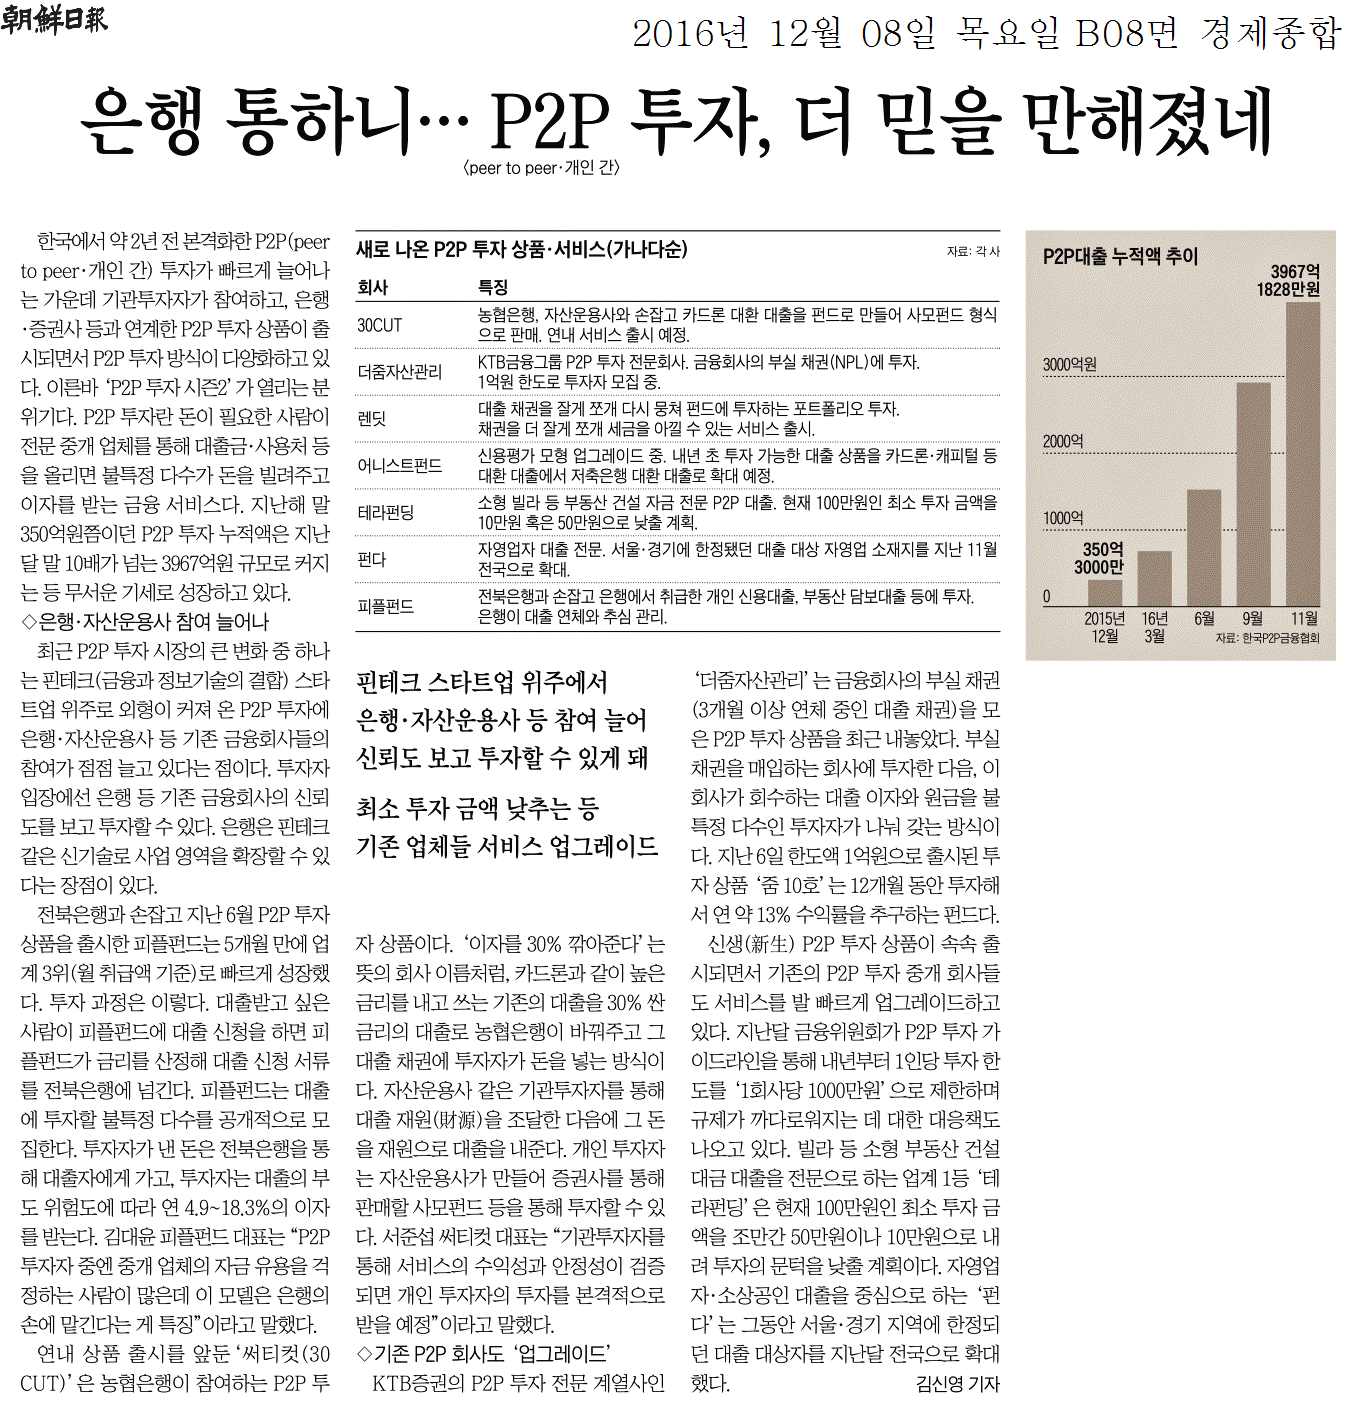 朝鮮日報
2016년 12월 08일 목요일 B08면 경제종합
은행 통하니… P2P 투자, 더 믿을 만해졌네
〈peer to peer·개인 간〉
한국에서 약 2년 전 본격화한 P2P(peer
to peer·개인 간) 투자가 빠르게 늘어나
는 가운데 기관투자자가 참여하고, 은행
·증권사 등과 연계한 P2P 투자 상품이 출
시되면서 P2P 투자 방식이 다양화하고 있
다. 이른바 ‘P2P 투자 시즌2’가 열리는 분
위기다. P2P 투자란 돈이 필요한 사람이
전문 중개 업체를 통해 대출금·사용처 등
을 올리면 불특정 다수가 돈을 빌려주고
이자를 받는 금융 서비스다. 지난해 말
350억원쯤이던 P2P 투자 누적액은 지난
달 말 10배가 넘는 3967억원 규모로 커지
는 등 무서운 기세로 성장하고 있다.
◇은행·자산운용사 참여 늘어나
최근 P2P 투자 시장의 큰 변화 중 하나
는 핀테크(금융과 정보기술의 결합) 스타
트업 위주로 외형이 커져 온 P2P 투자에
은행·자산운용사 등 기존 금융회사들의
참여가 점점 늘고 있다는 점이다. 투자자
입장에선 은행 등 기존 금융회사의 신뢰
도를 보고 투자할 수 있다. 은행은 핀테크
같은 신기술로 사업 영역을 확장할 수 있
다는 장점이 있다.
전북은행과 손잡고 지난 6월 P2P 투자
상품을 출시한 피플펀드는 5개월 만에 업
계 3위(월 취급액 기준)로 빠르게 성장했
다. 투자 과정은 이렇다. 대출받고 싶은
사람이 피플펀드에 대출 신청을 하면 피
플펀드가 금리를 산정해 대출 신청 서류
를 전북은행에 넘긴다. 피플펀드는 대출
에 투자할 불특정 다수를 공개적으로 모
집한다. 투자자가 낸 돈은 전북은행을 통
해 대출자에게 가고, 투자자는 대출의 부
도 위험도에 따라 연 4.9~18.3%의 이자
를 받는다. 김대윤 피플펀드 대표는 “P2P
투자자 중엔 중개 업체의 자금 유용을 걱
정하는 사람이 많은데 이 모델은 은행의
손에 맡긴다는 게 특징”이라고 말했다.
연내 상품 출시를 앞둔 ‘써티컷(30
CUT)’은 농협은행이 참여하는 P2P 투
새로 나온 P2P 투자 상품·서비스(가나다순)
자료: 각 사
회사 특징
30CUT
농협은행, 자산운용사와 손잡고 카드론 대환 대출을 펀드로 만들어 사모펀드 형식
으로 판매. 연내 서비스 출시 예정.
더줌자산관리
KTB금융그룹 P2P 투자 전문회사. 금융회사의 부실 채권(NPL)에 투자.
1억원 한도로 투자자 모집 중.
렌딧
대출 채권을 잘게 쪼개 다시 뭉쳐 펀드에 투자하는 포트폴리오 투자.
채권을 더 잘게 쪼개 세금을 아낄 수 있는 서비스 출시.
어니스트펀드
신용평가 모형 업그레이드 중. 내년 초 투자 가능한 대출 상품을 카드론·캐피털 등
대환 대출에서 저축은행 대환 대출로 확대 예정.
테라펀딩
소형 빌라 등 부동산 건설 자금 전문 P2P 대출. 현재 100만원인 최소 투자 금액을
10만원 혹은 50만원으로 낮출 계획.
펀다
자영업자 대출 전문. 서울·경기에 한정됐던 대출 대상 자영업 소재지를 지난 11월
전국으로 확대.
피플펀드
전북은행과 손잡고 은행에서 취급한 개인 신용대출, 부동산 담보대출 등에 투자.
은행이 대출 연체와 추심 관리.
핀테크 스타트업 위주에서
은행·자산운용사 등 참여 늘어
신뢰도 보고 투자할 수 있게 돼
최소 투자 금액 낮추는 등
기존 업체들 서비스 업그레이드
자 상품이다. ‘이자를 30% 깎아준다’는
뜻의 회사 이름처럼, 카드론과 같이 높은
금리를 내고 쓰는 기존의 대출을 30% 싼
금리의 대출로 농협은행이 바꿔주고 그
대출 채권에 투자자가 돈을 넣는 방식이
다. 자산운용사 같은 기관투자자를 통해
대출 재원(財源)을 조달한 다음에 그 돈
을 재원으로 대출을 내준다. 개인 투자자
는 자산운용사가 만들어 증권사를 통해
판매할 사모펀드 등을 통해 투자할 수 있
다. 서준섭 써티컷 대표는 “기관투자자를
통해 서비스의 수익성과 안정성이 검증
되면 개인 투자자의 투자를 본격적으로
받을 예정”이라고 말했다.
◇기존 P2P 회사도 ‘업그레이드’
KTB증권의 P2P 투자 전문 계열사인
‘더줌자산관리’는 금융회사의 부실 채권
(3개월 이상 연체 중인 대출 채권)을 모
은 P2P 투자 상품을 최근 내놓았다. 부실
채권을 매입하는 회사에 투자한 다음, 이
회사가 회수하는 대출 이자와 원금을 불
특정 다수인 투자자가 나눠 갖는 방식이
다. 지난 6일 한도액 1억원으로 출시된 투
자 상품 ‘줌 10호’는 12개월 동안 투자해
서 연 약 13% 수익률을 추구하는 펀드다.
신생(新生) P2P 투자 상품이 속속 출
시되면서 기존의 P2P 투자 중개 회사들
도 서비스를 발 빠르게 업그레이드하고
있다. 지난달 금융위원회가 P2P 투자 가
이드라인을 통해 내년부터 1인당 투자 한
도를 ‘1회사당 1000만원’으로 제한하며
규제가 까다로워지는 데 대한 대응책도
나오고 있다. 빌라 등 소형 부동산 건설
대금 대출을 전문으로 하는 업계 1등 ‘테
라펀딩’은 현재 100만원인 최소 투자 금
액을 조만간 50만원이나 10만원으로 내
려 투자의 문턱을 낮출 계획이다. 자영업
자·소상공인 대출을 중심으로 하는 ‘펀
다’는 그동안 서울·경기 지역에 한정되
던 대출 대상자를 지난달 전국으로 확대
했다.
김신영 기자
P2P대출 누적액 추이
3967억
1828만원
3000억원
2000억
1000억
350억
3000만
0
2015년 16년 6월 9월 11월
12월 3월
자료: 한국P2P금융협회